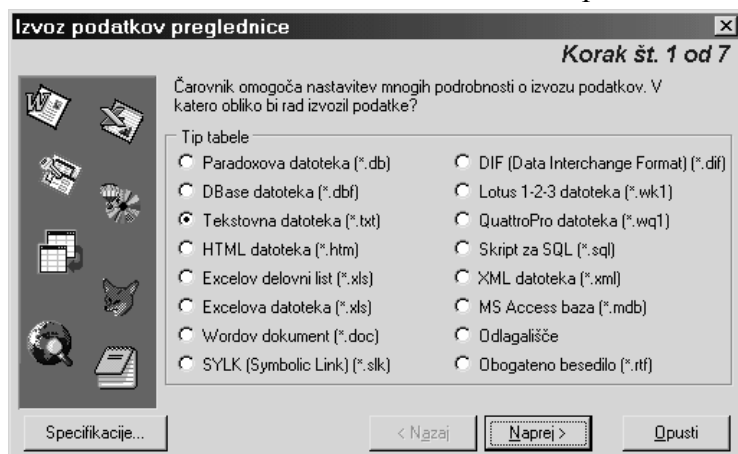 Izvoz podatkov preglednice
Korak št. 1 od 7
Čarovnik omogoča nastavitev mnogih podrobnosti o izvozu podatkov. V
katero obliko bi rad izvozil podatke?
Tip tabele
Paradoxova datoteka (*.db)
DBase datoteka (*.dbf)
Tekstovna datoteka (*.txt)
HTML datoteka (*.htm)
Excelov delovni list (*.xls)
Excelova datoteka (*.xls)
Wordov dokument (*.doc)
SYLK (Symbolic Link) (*.slk)
DIF (Data Interchange Format) (*.dif)
Lotus 1-2-3 datoteka (*.wk1)
QuattroPro datoteka (*.wq1)
Skript za SQL (*.sql)
XML datoteka (*.xml)
MS Access baza (*.mdb)
Odlagališče
Obogateno besedilo (*.rtf)
Specifikacije...
< Nazaj
Naprej >
Opusti